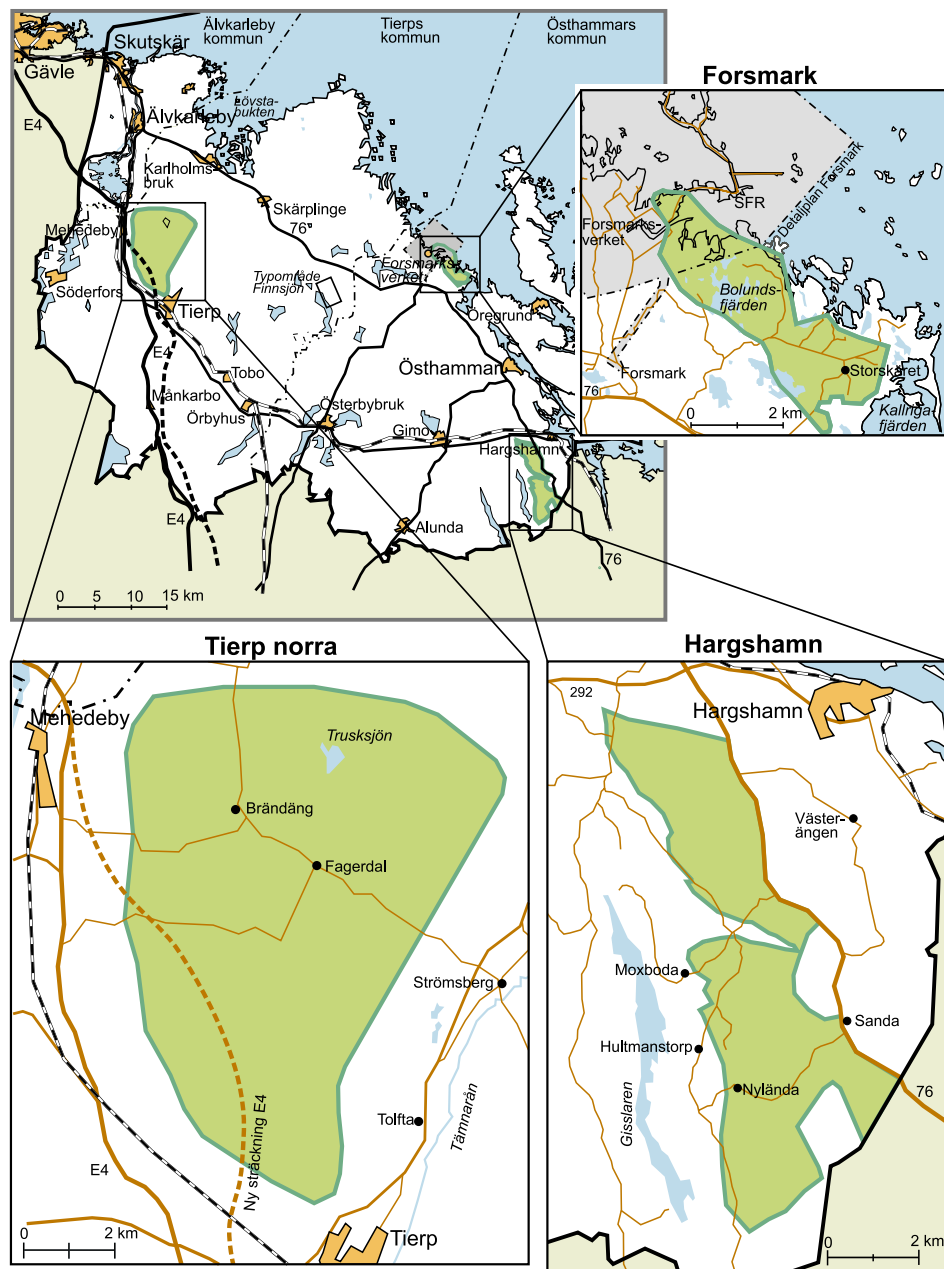 Älvkarleby
kommun
Tierps
kommun
Östhammars
kommun
Skutskär
Gävle
Lövsta-
bukten
E4
Älvkarleby
Karlholms-
bruk
Skärplinge
76
Mehedeby
Forsmarks-
verket
Söderfors
Typområde
Finnsjön
Tierp
Öregrund
E4
Östhammar
Tobo
Månkarbo
Örbyhus
Österbybruk
Gimo
Hargshamn
E4
Alunda
76
0 5 10 15 km
Forsmark
Detaljplan Forsmark
SFR
Forsmarks-
verket
Bolunds-
fjärden
Forsmark
Storskäret
76
0 2 km
Kallriga-
fjärden
Tierp norra
Mehedeby
Trusksjön
Brändäng
Fagerdal
Strömsberg
Tolfta
Tämnarån
Ny sträckning E4
E4
Tierp
0 2 km
Hargshamn
292
Hargshamn
Väster-
ängen
Moxboda
Sanda
Hultmanstorp
Nylända
Gisslaren
76
0 2 km